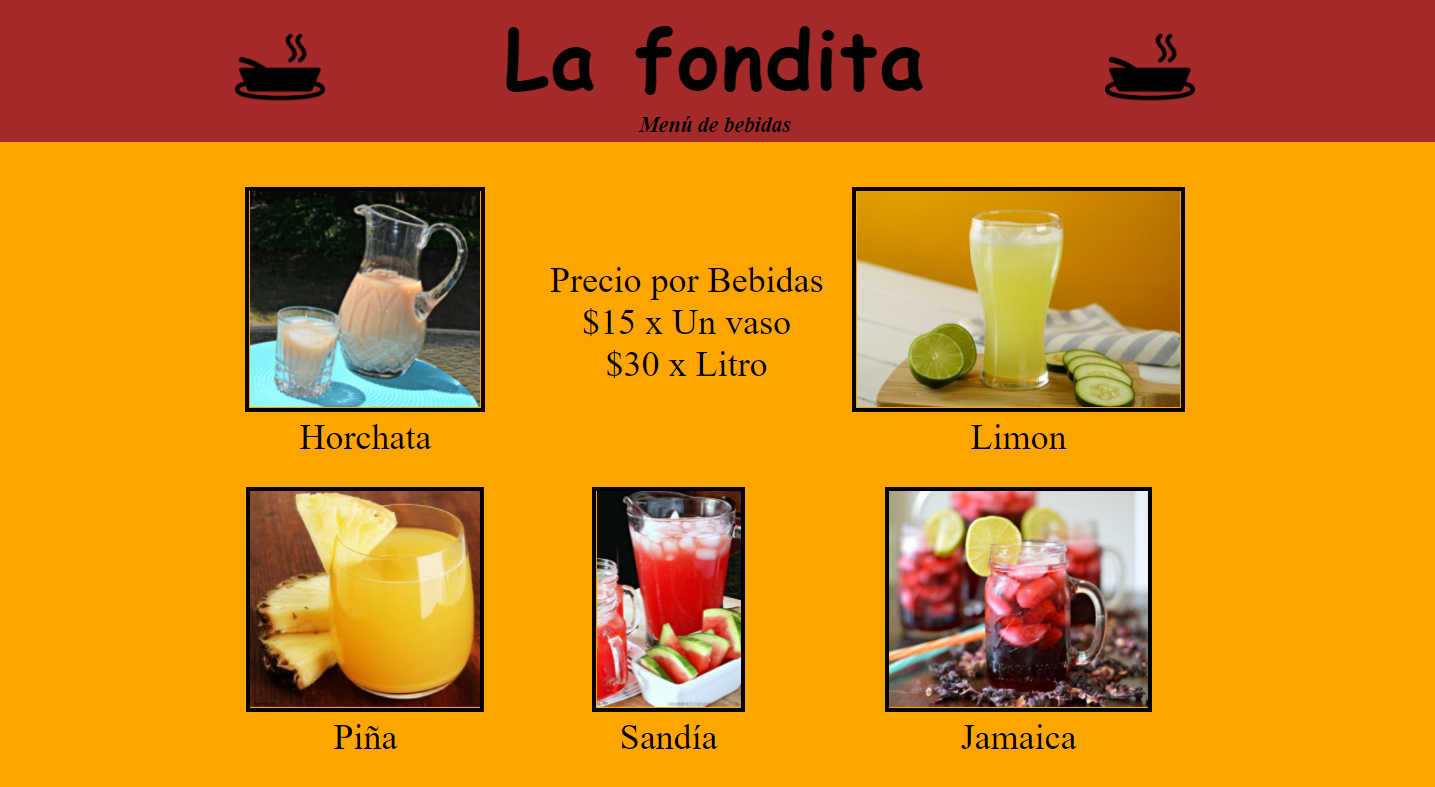 La fondita
Menú de bebidas
Precio por Bebidas
$15 x Un vaso
$30 x Litro
Horchata
Limon
Piña
Sandía
Jamaica